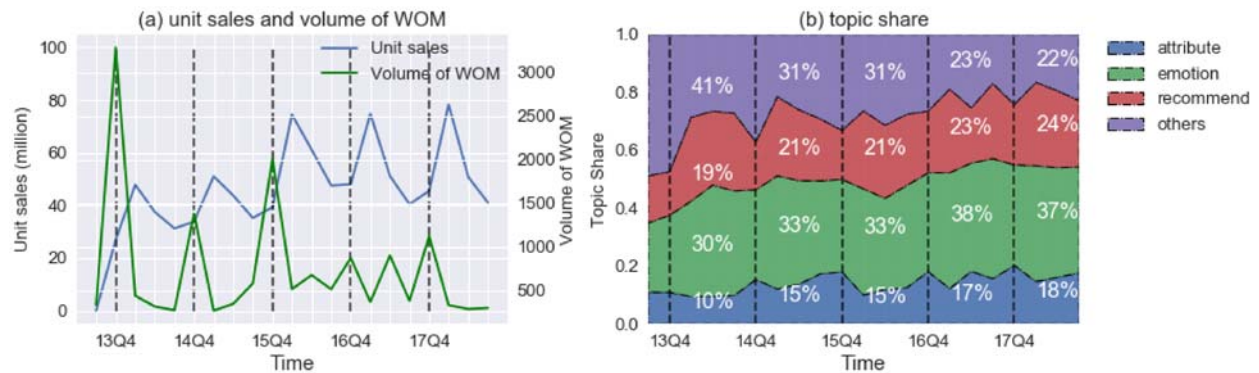 (a) unit sales and volume of WOM
Unit sales
Volume of WOM
100
80
60
40
20
0
Unit sales (million)
3000
2500
2000
1500
1000
500
Volume of WOM
13Q4 14Q4 15Q4 16Q4 17Q4
Time
(b) topic share
1.0
0.8
0.6
0.4
0.2
0.0
Topic Share
41% 31% 31% 23% 22%
19% 21% 21% 23% 24%
30% 33% 33% 38% 37%
10% 15% 15% 17% 18%
13Q4 14Q4 15Q4 16Q4 17Q4
Time
attribute
emotion
recommend
others